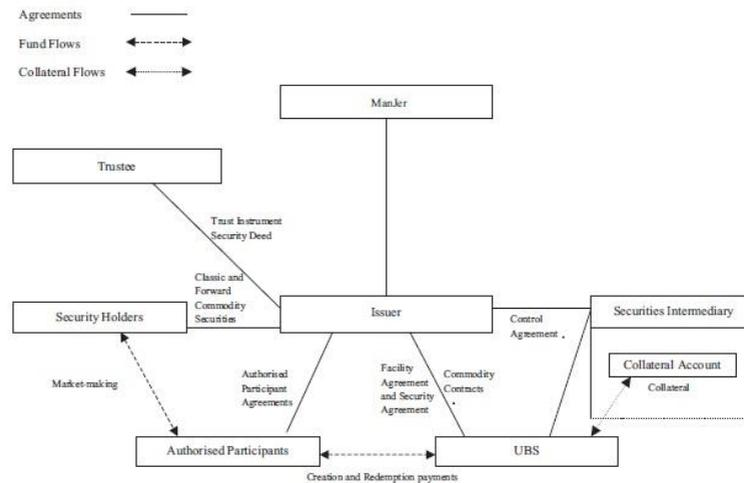 Agreements
Fund Flows
Collateral Flows
ManJer
Trustee
Trust Instrument
Security Deed
Classic and
Forward
Commodity
Securities
Security Holders
Issuer
Securities Intermediary
Control
Agreement
Collateral Account
Collateral
Market-making
Authorised
Participant
Agreements
Facility
Agreement
and Security
Agreement
Commodity
Contracts
Authorised Participants
UBS
Creation and Redemption payments